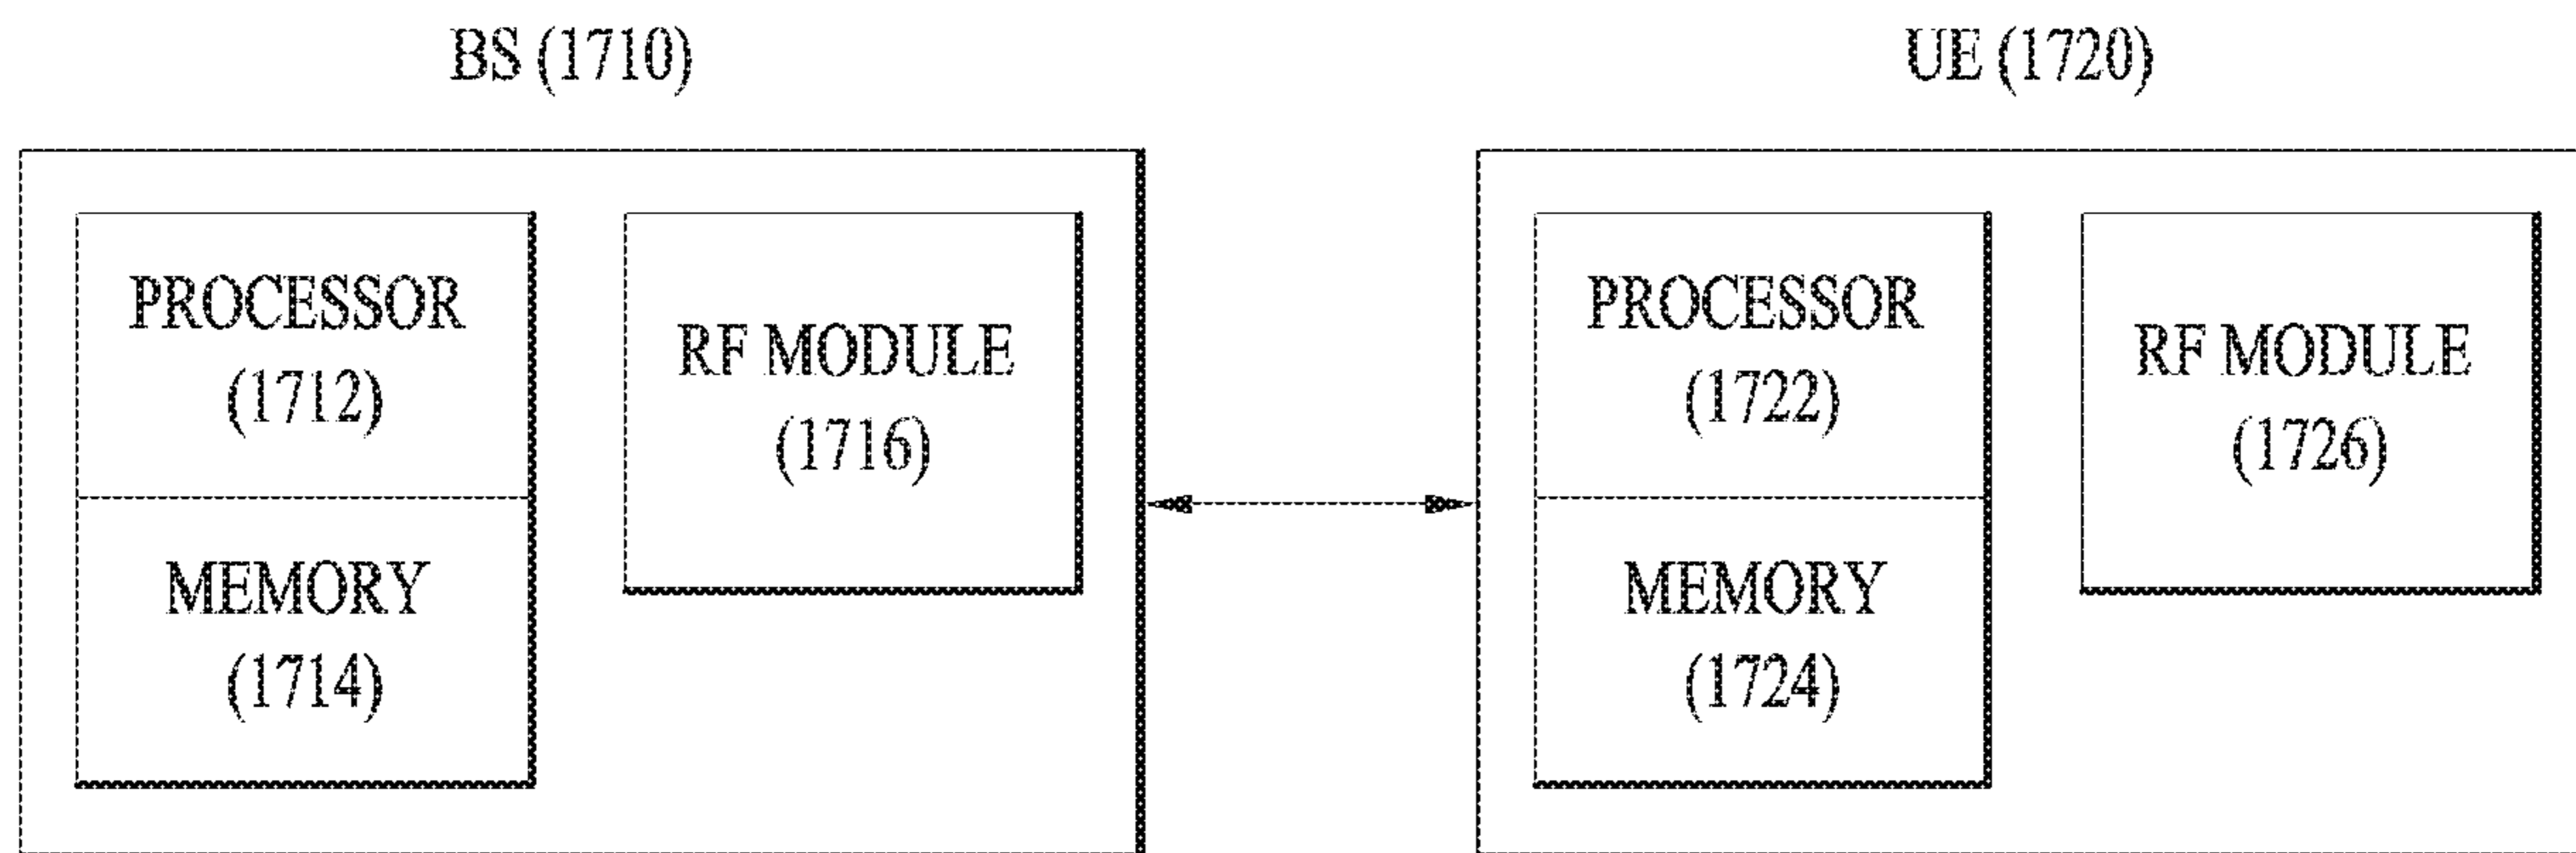 BS (1710)
PROCESSOR
(1712)
MEMORY
(1714)
RF MODULE
(1716)
UE (1720)
PROCESSOR
(1722)
MEMORY
(1724)
RF MODULE
(1726)